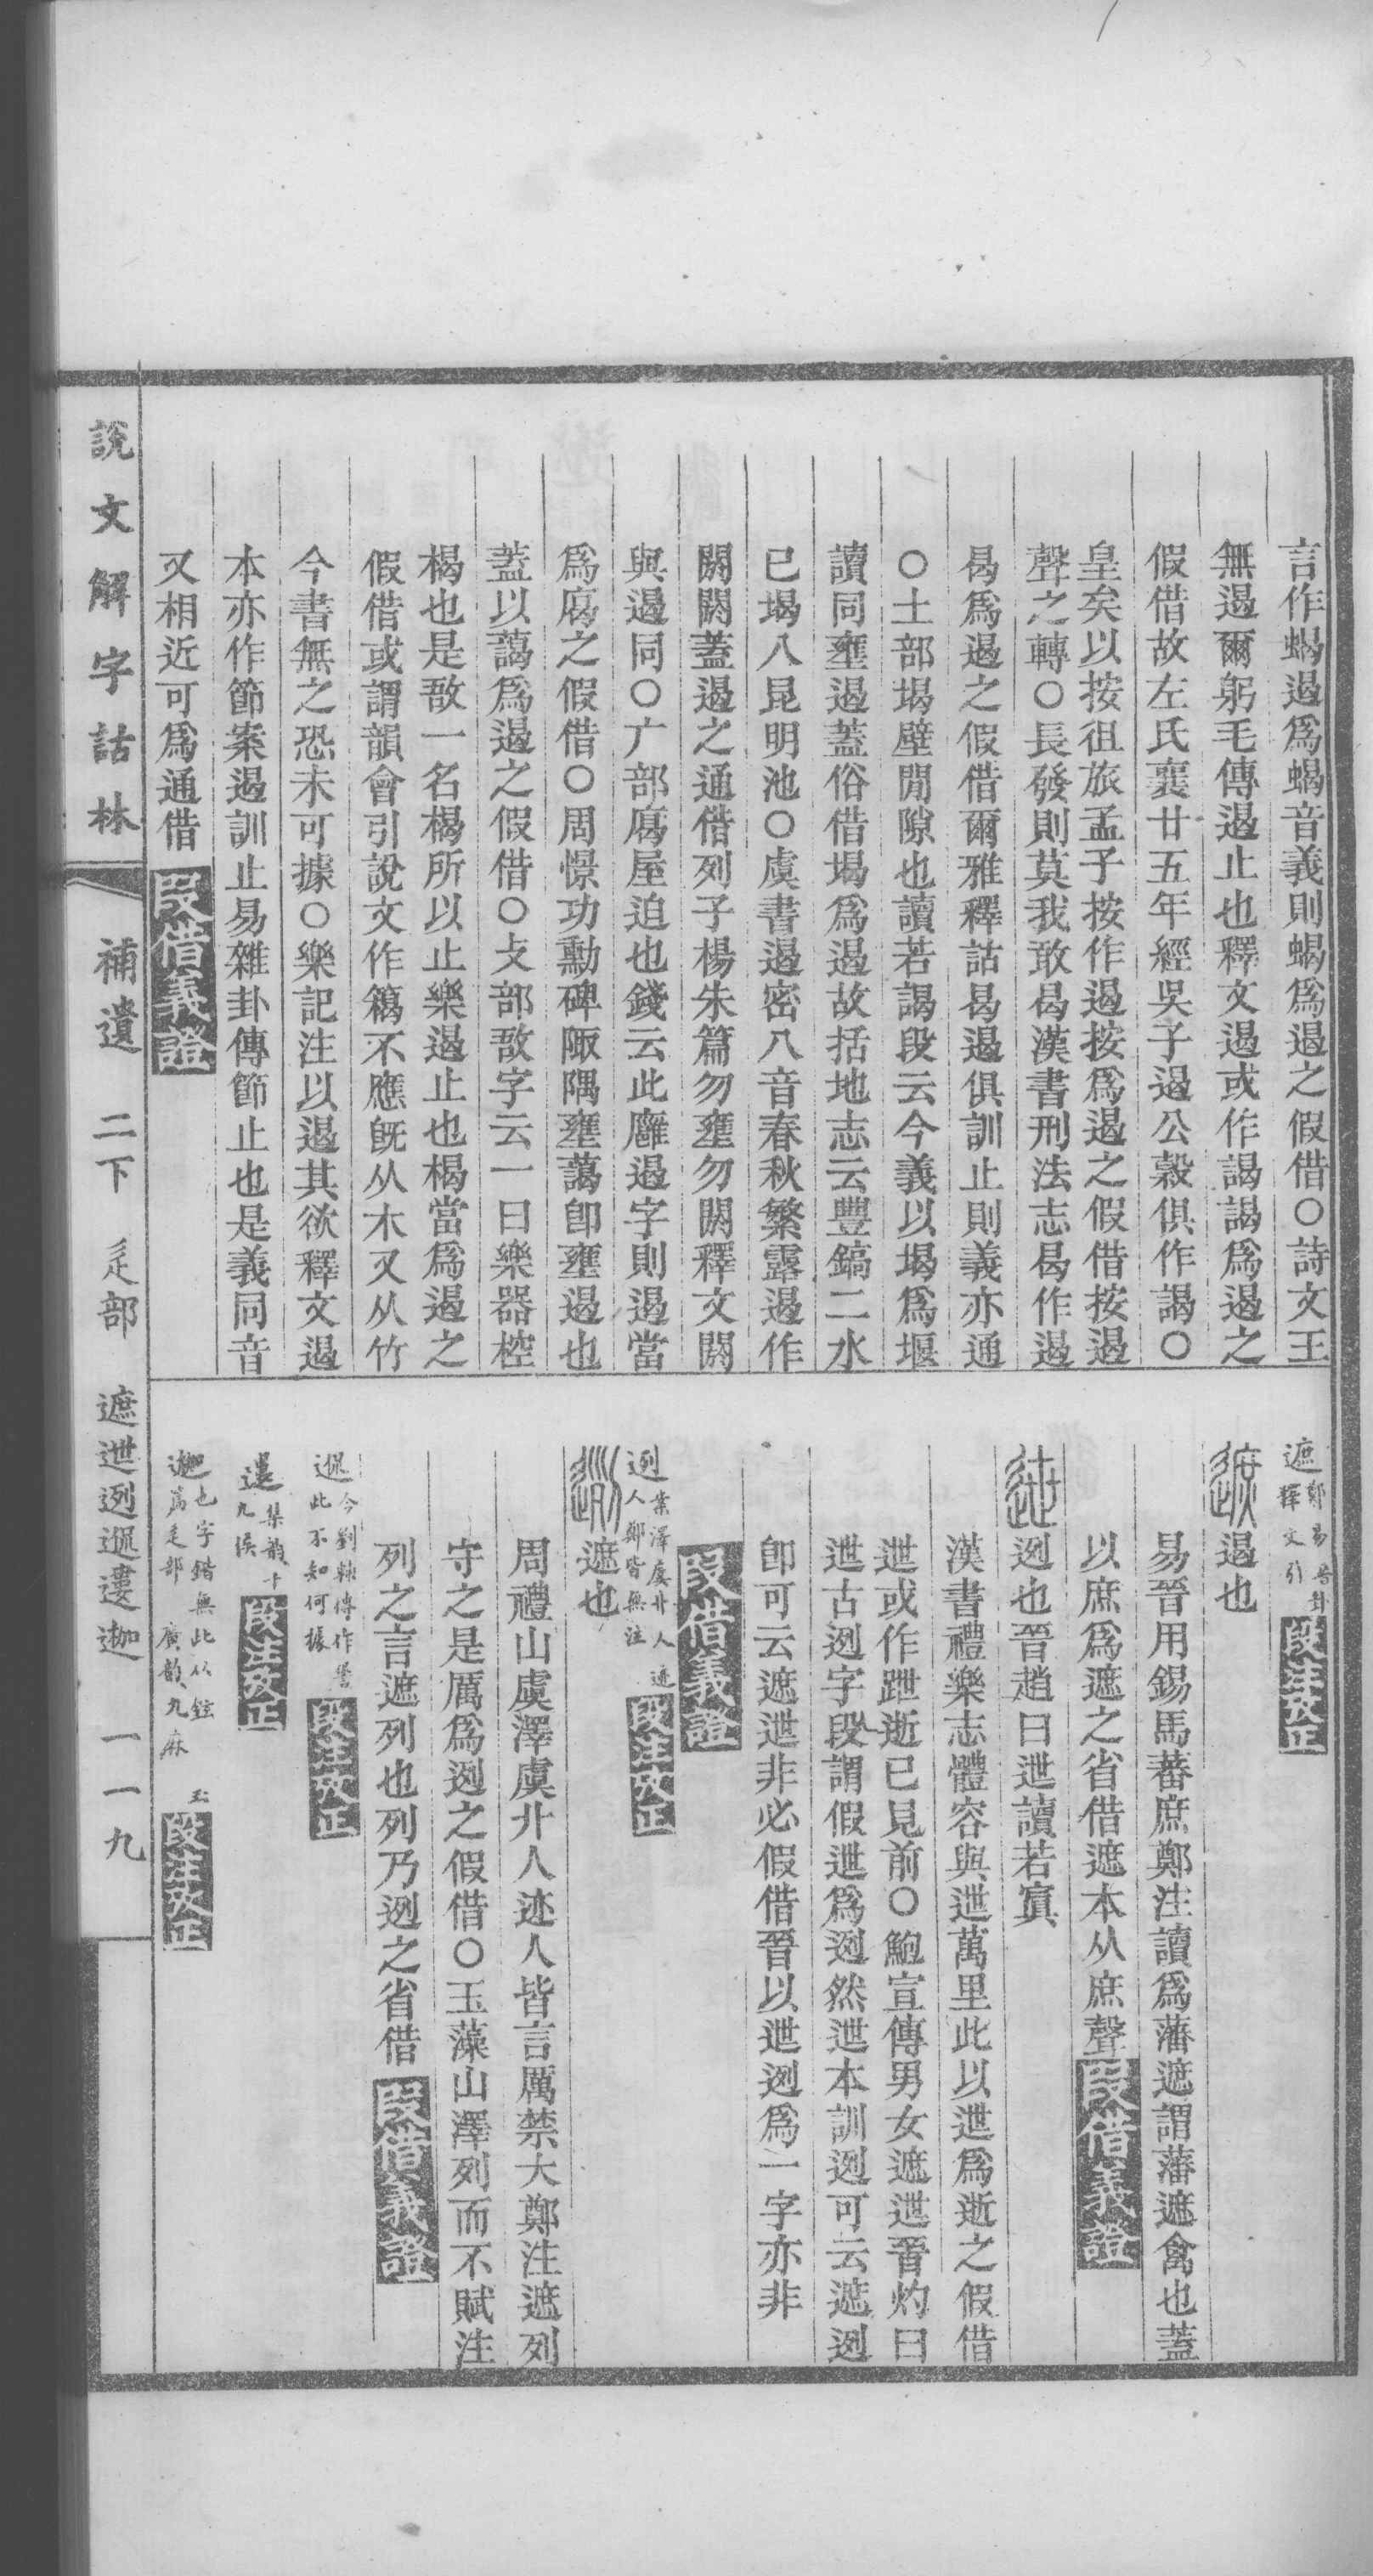 言作蝎遏爲蝎音義則蝎爲遏之假借○詩文王
無遏爾躬毛傳遏止也釋文遏或作謁謁爲遏之
假借故左氏襄廿五年經吳子遏公穀俱作謁○
皇矣以按徂旅孟子按作遏按爲遏之假借按遏
聲之轉○長發則莫我敢曷漢書刑法志曷作遏
曷爲遏之假借爾雅釋詁曷遏俱訓止則義亦通
○土部堨壁閒隙也讀若謁段云今義以堨爲堰
讀同壅遏蓋俗借堨爲遏故括地志云豐鎬二水
已堨入昆明池○虞書遏密八音春秋繁露遏作
閼閼蓋遏之通借列子楊朱篇勿壅勿閼釋文閼
與遏同○广部㕎屋迫也錢云此廱遏字則遏當
爲㕎之假借○周憬功勳碑陬隅壅藹卽壅遏也
蓋以藹爲遏之假借○攴部敔字云一曰樂器椌
楬也是敔一名楬所以止樂遏止也楬當爲遏之
假借或謂韻會引說文作䈎不應旣从木又从竹
今書無之恐未可據○樂記注以遏其欲釋文遏
本亦作節案遏訓止易雜卦傳節止也是義同音
又相近可爲通借 段借義證
遮 鄭易晉卦釋文引 段注攷正
遏也
易晉用錫馬蕃庶鄭注讀爲藩遮謂藩遮禽也蓋
以庶爲遮之省借遮本从庶聲 段借義證
迾也晉趙曰迣讀若寘
漢書禮樂志體容與迣萬里此以迣爲逝之假借
迣或作跇逝已見前○鮑宣傳男女遮迣晉灼曰
迣古迾字段謂假迣爲迾然迣本訓迾可云遮迾
卽可云遮迣非必假借晉以迣迾爲一字亦非
段借義證
迾 案澤虞丱人迹人鄭皆無注 段注攷正
遮也
周禮山虞澤虞丱人迹人皆言厲禁大鄭注遮列
守之是厲爲迾之假借○玉藻山澤列而不賦注
列之言遮列也列乃迾之省借 段借義證
今劉棘傳作 此不知何據 段注攷正
遱 集韵十九侯 段注攷正
迦 也字鍇無此从鉉 篇辵部 廣韵九麻 玉 段注攷正
說文解字詁林 補遺 二下 辵部 遮迣迾遱迦 一一九